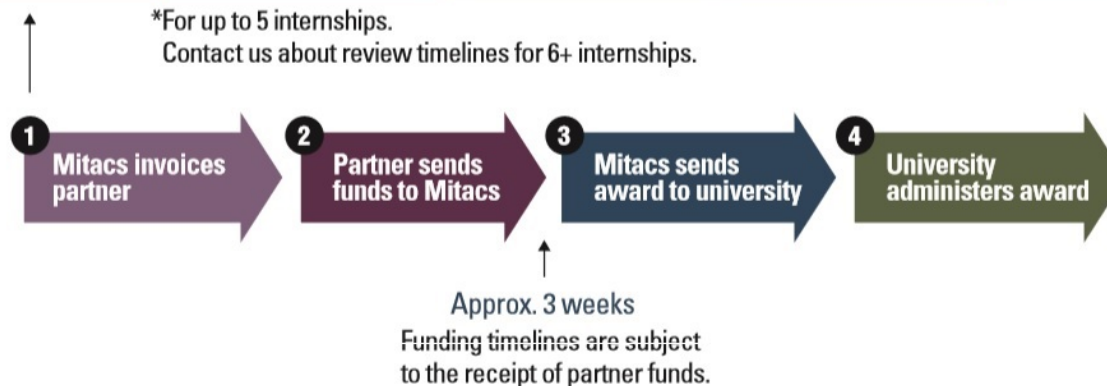 *For up to 5 internships.
Contact us about review timelines for 6+ internships.
1
Mitacs invoices
partner
2
Partner sends
funds to Mitacs
3
Mitacs sends
award to university
4
University
administers award
Approx. 3 weeks
Funding timelines are subject
to the receipt of partner funds.